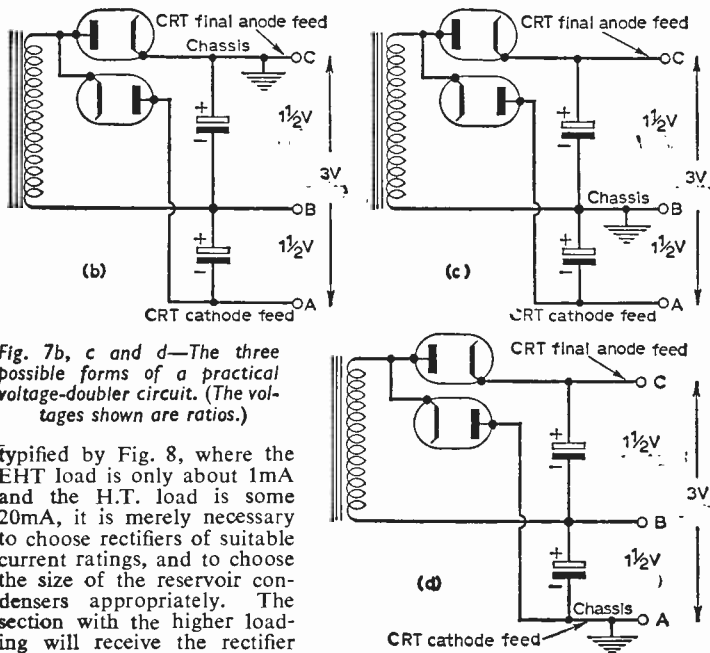 CRT final anode feed
Chassis
C
+
-
1½V
3V
B
+
-
1½V
(b)
A
CRT cathode feed
CRT final anode feed
C
+
-
1½V
3V
Chassis
B
+
-
1½V
(c)
A
CRT cathode feed
Fig. 7b, c and d—The three
possible forms of a practical
voltage-doubler circuit. (The vol-
tages shown are ratios.)
typified by Fig. 8, where the
EHT load is only about 1mA
and the H.T. load is some
20mA, it is merely necessary
to choose rectifiers of suitable
current ratings, and to choose
the size of the reservoir con-
densers appropriately. The
section with the higher load-
ing will receive the rectifier
CRT final anode feed
C
+
-
1½V
3V
B
+
-
1½V
(d)
Chassis
A
CRT cathode feed